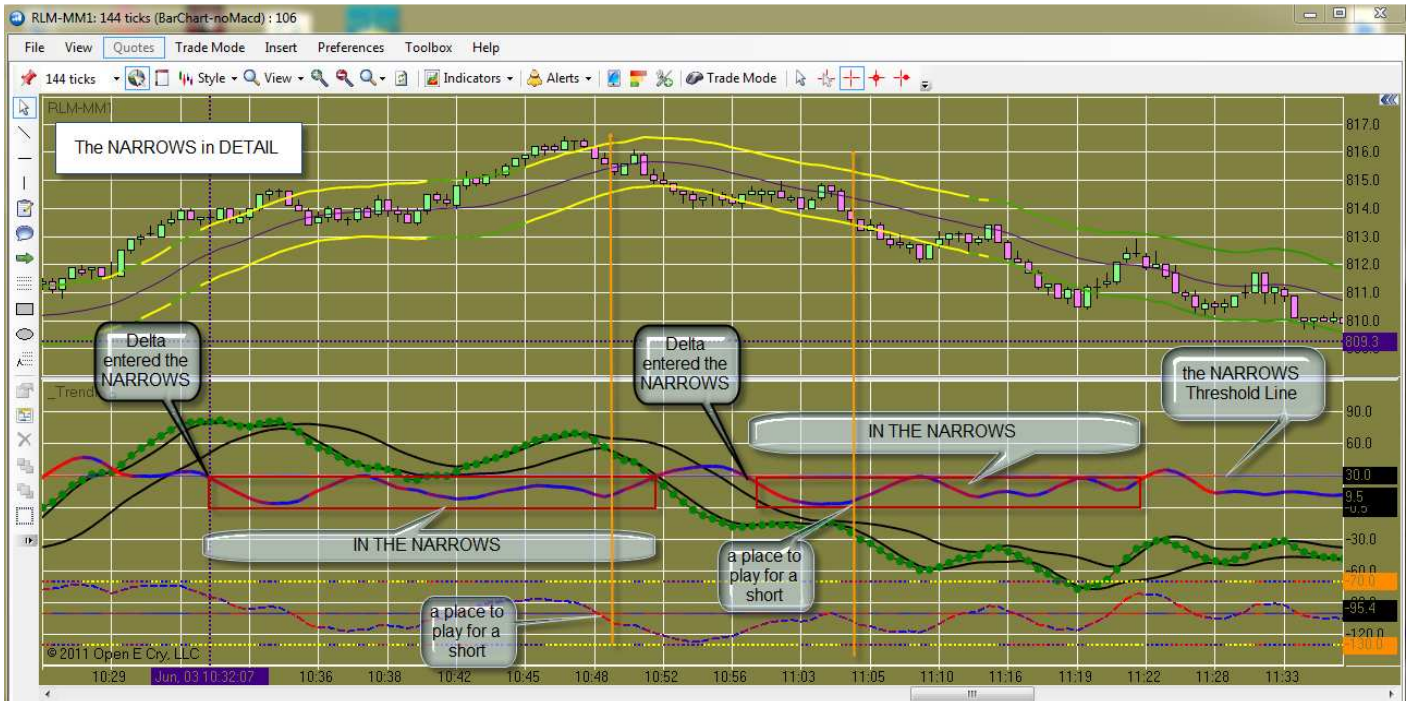 RLM-MM1: 144 ticks (BarChart-noMacd) : 106
File View Quotes Trade Mode Insert Preferences Toolbox Help
144 ticks Style View Indicators Alerts Trade Mode
RLM-MM1
The NARROWS in DETAIL
817.0
816.0
815.0
814.0
813.0
812.0
811.0
810.0
809.3
Delta
entered the
NARROWS
Delta
entered the
NARROWS
the NARROWS
Threshold Line
90.0
IN THE NARROWS
60.0
30.0
9.5
-0.5
IN THE NARROWS
-30.0
a place to
play for a
short
-60.0
-70.0
a place to
play for a
short
-95.4
-120.0
-130.0
© 2011 Open E Cry, LLC
10:29 Jun, 03 10:32:07 10:36 10:38 10:42 10:45 10:48 10:52 10:56 11:03 11:05 11:10 11:16 11:19 11:22 11:28 11:33